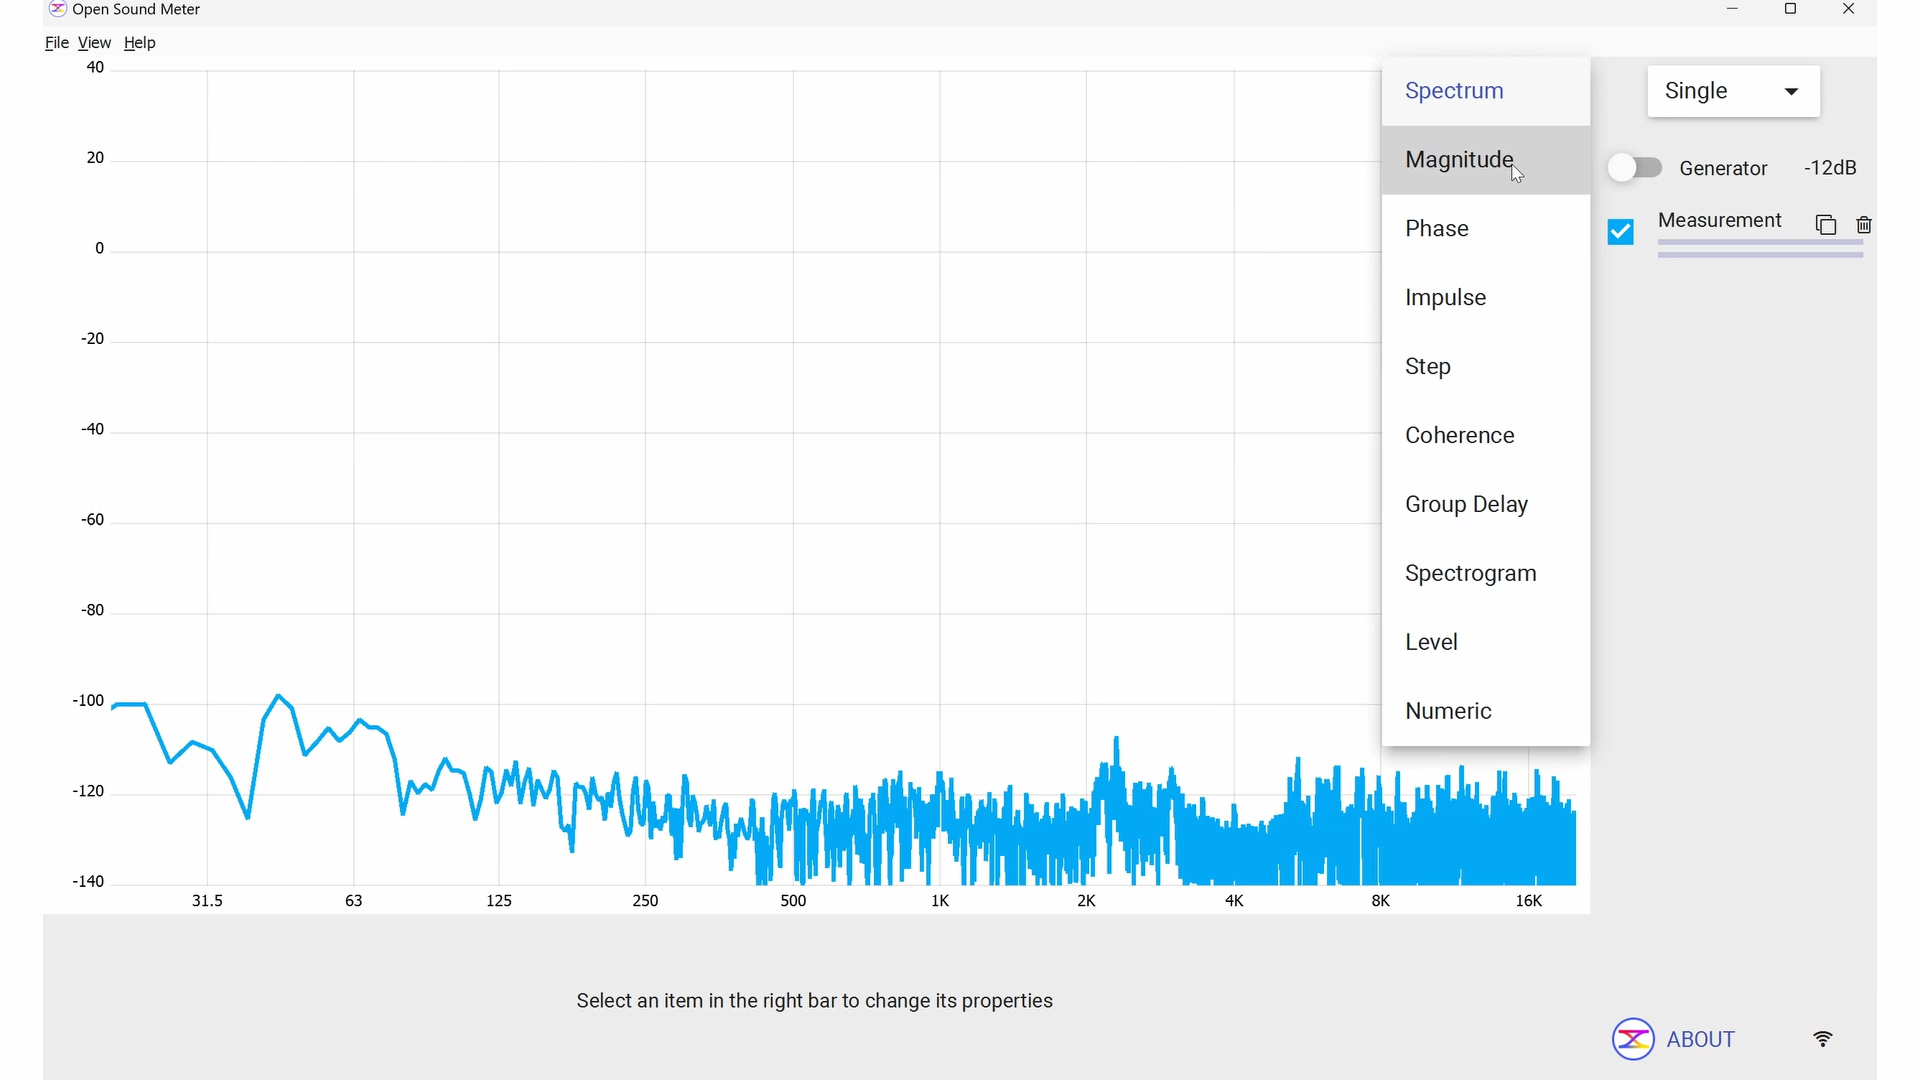 Open Sound Meter
File View Help
40
20
0
-20
-40
-60
-80
-100
-120
-140
31.5 63 125 250 500 1K 2K 4K 8K 16K
Spectrum
Magnitude
Phase
Impulse
Step
Coherence
Group Delay
Spectrogram
Level
Numeric
Single
Generator -12dB
Measurement
Select an item in the right bar to change its properties
ABOUT